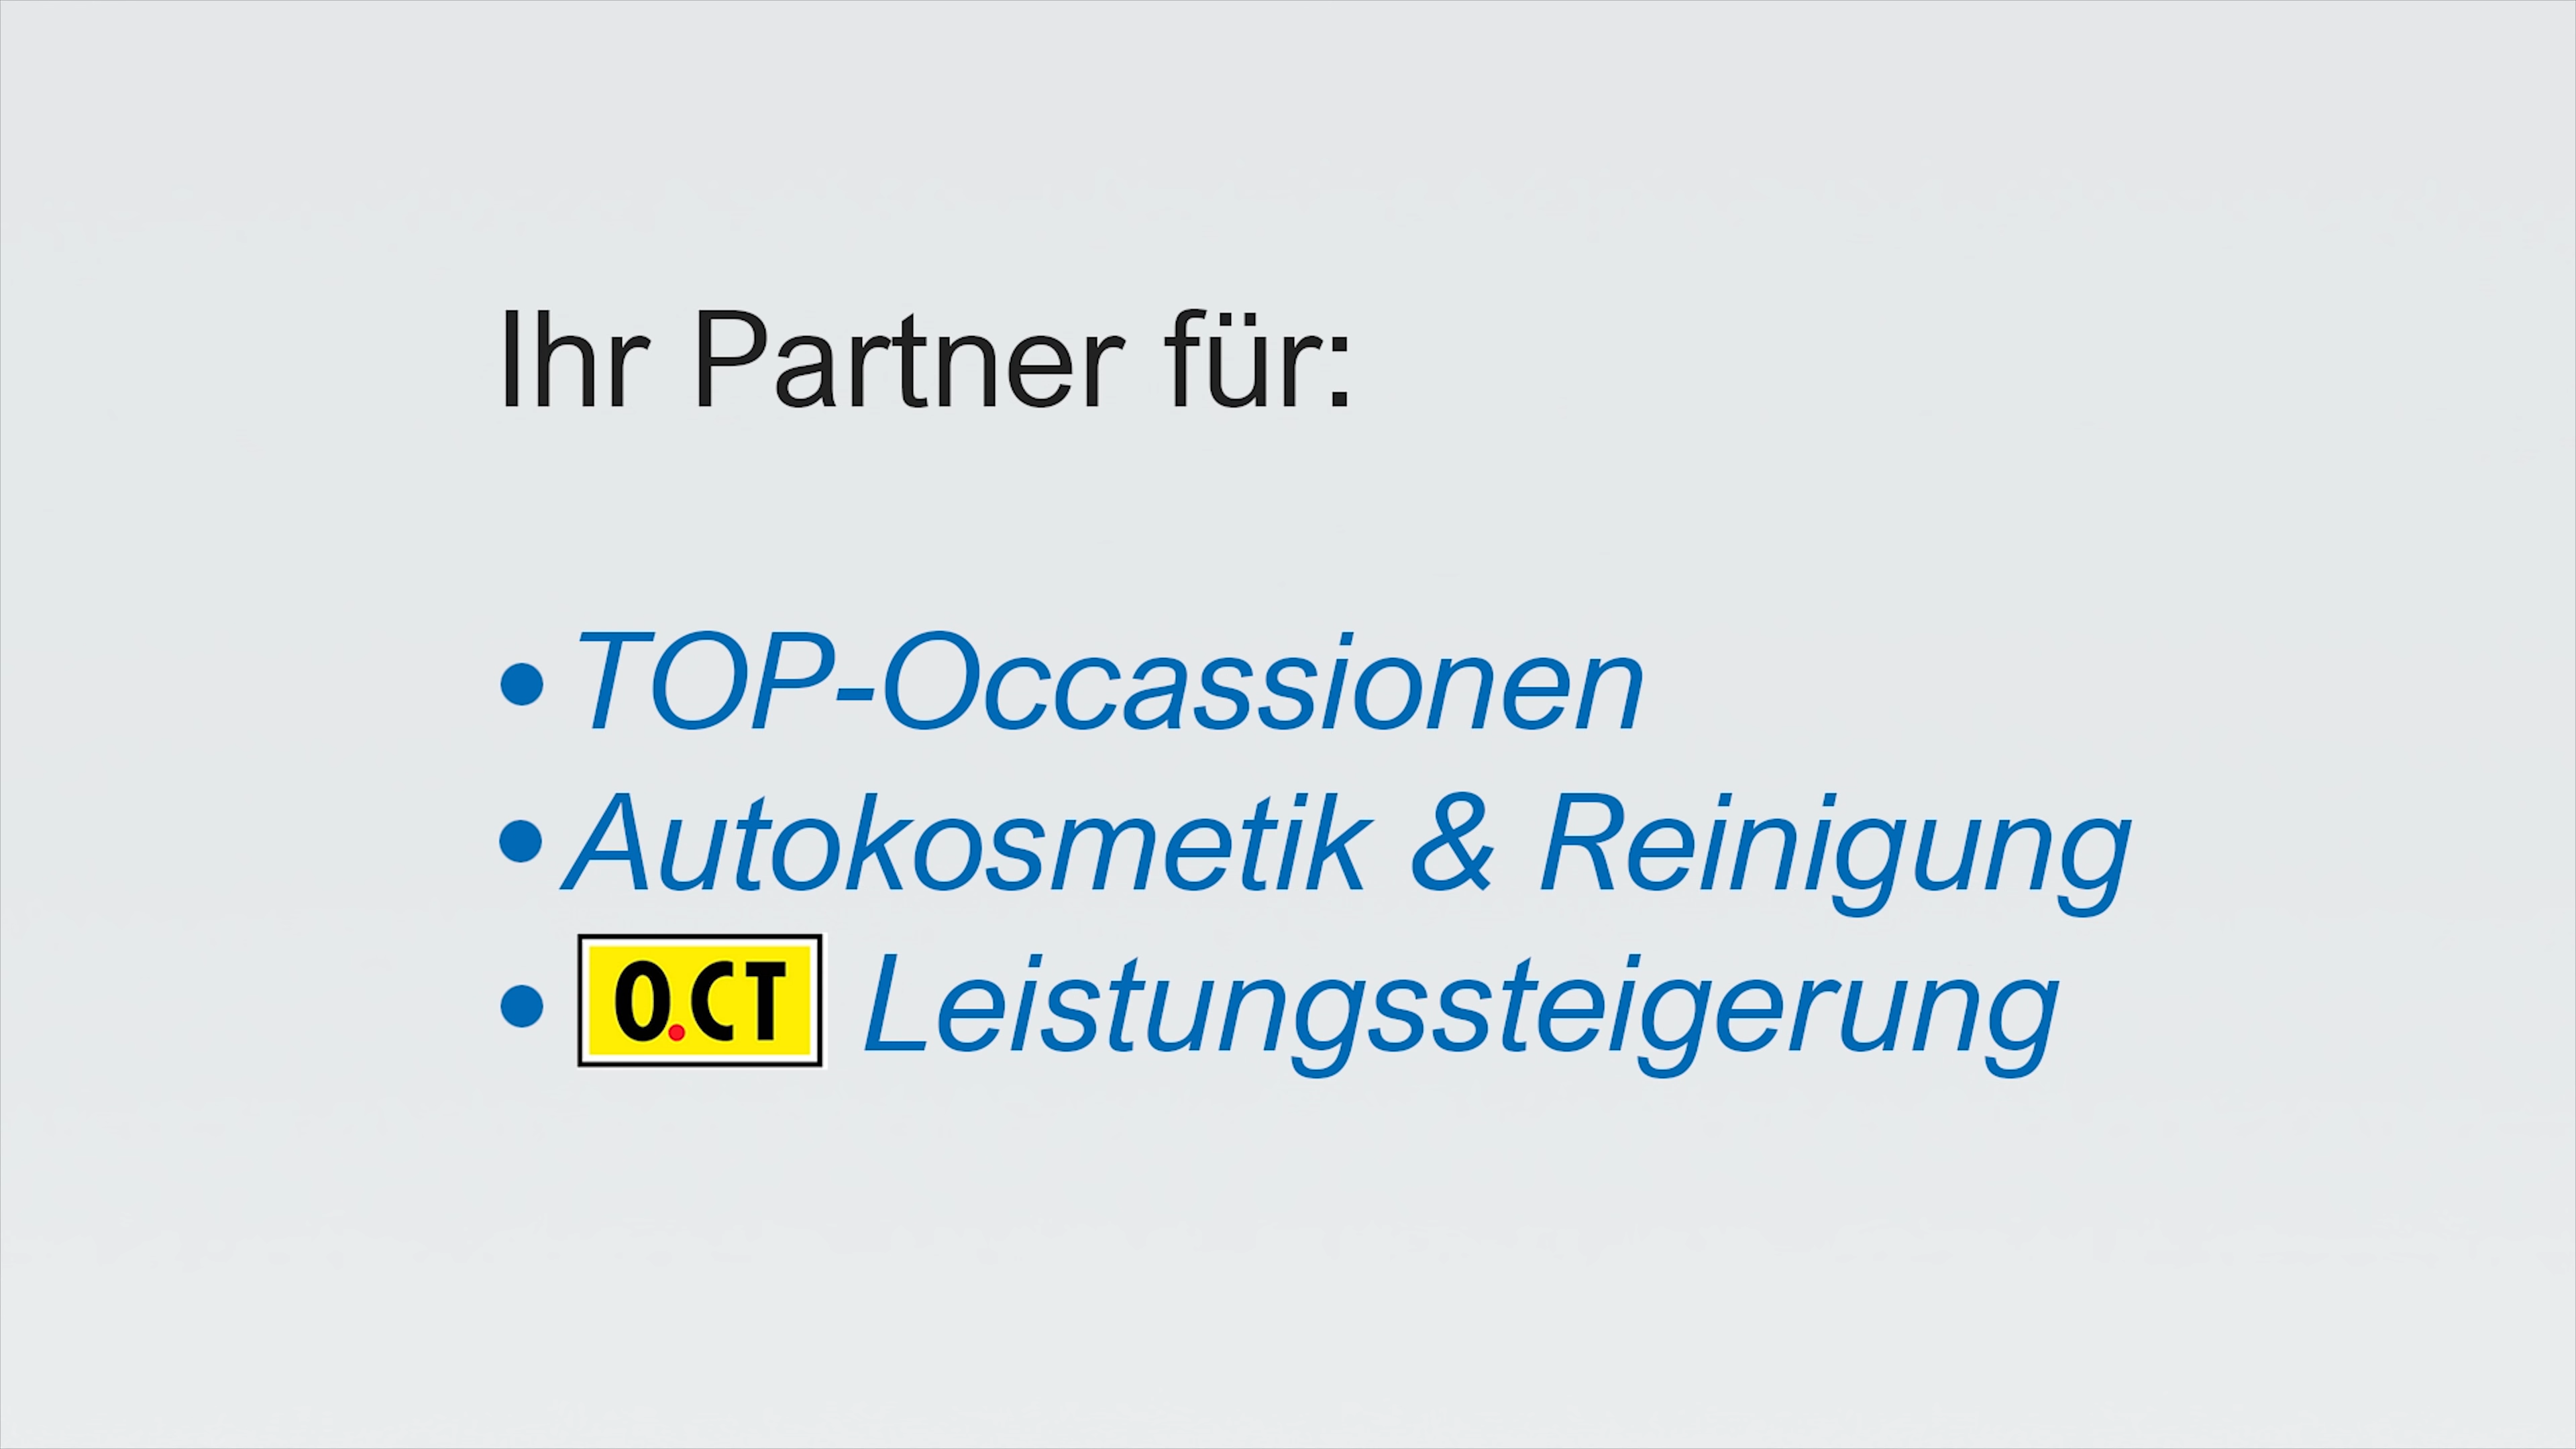 Ihr Partner für:
• TOP-Occassionen
• Autokosmetik & Reinigung
• O.CT Leistungssteigerung